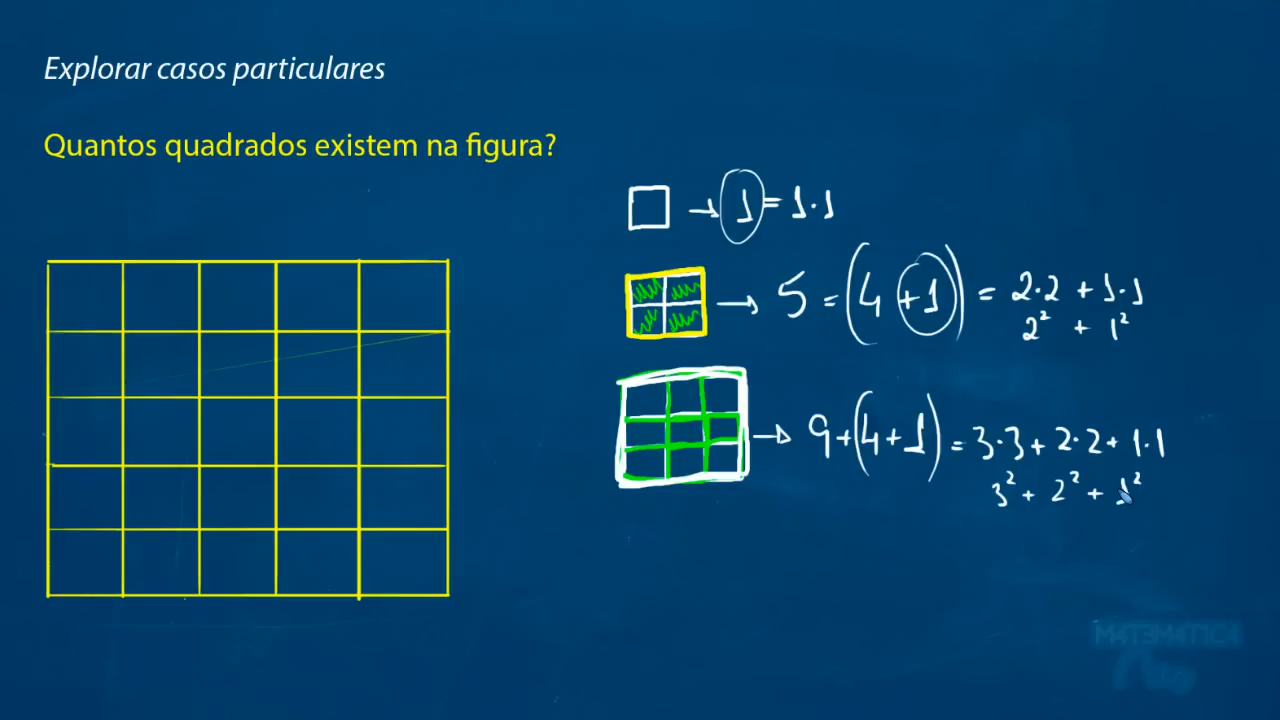 Explorar casos particulares
Quantos quadrados existem na figura?
→ 1 = 1·1
→ 5 = (4 + 1) = 2·2 + 1·1
2² + 1²
→ 9 + (4 + 1) = 3·3 + 2·2 + 1·1
3² + 2² + 1²
MAT3MAT1CA